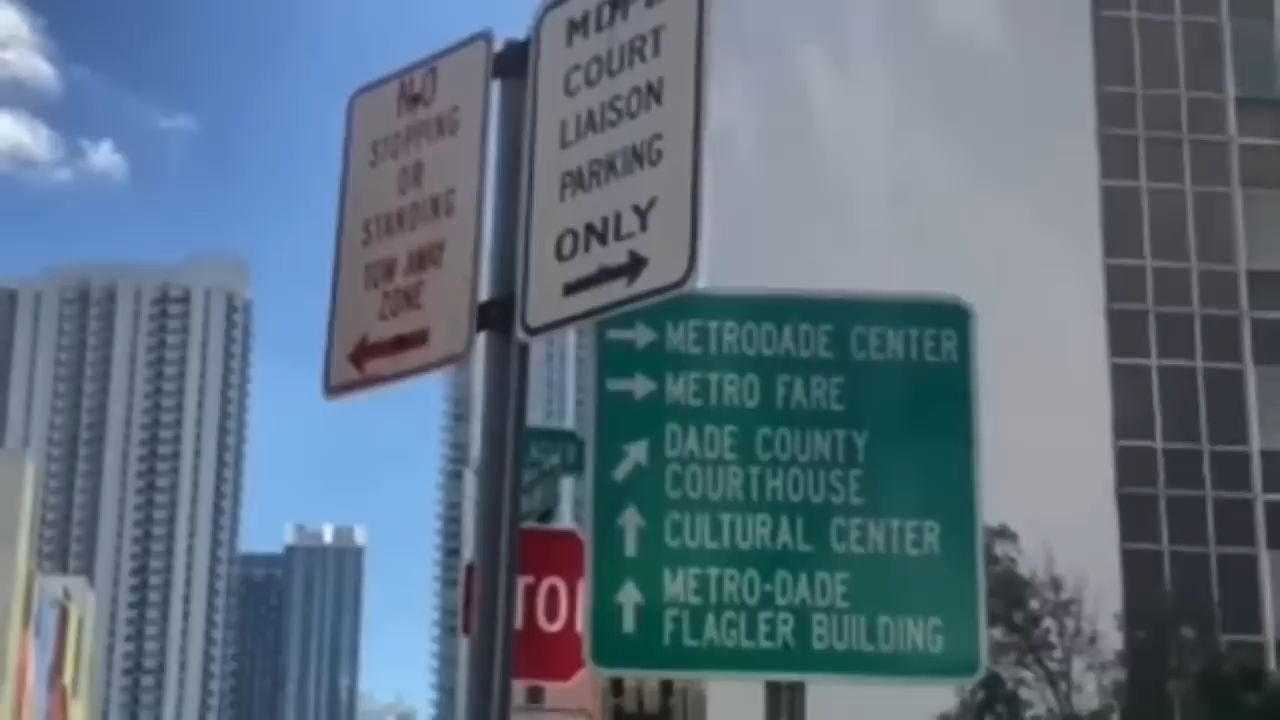 NO
STOPPING
OR
STANDING
TOW AWAY
ZONE
MDPD
COURT
LIAISON
PARKING
ONLY
METRODADE CENTER
METRO FARE
DADE COUNTY
COURTHOUSE
CULTURAL CENTER
METRO-DADE
FLAGLER BUILDING